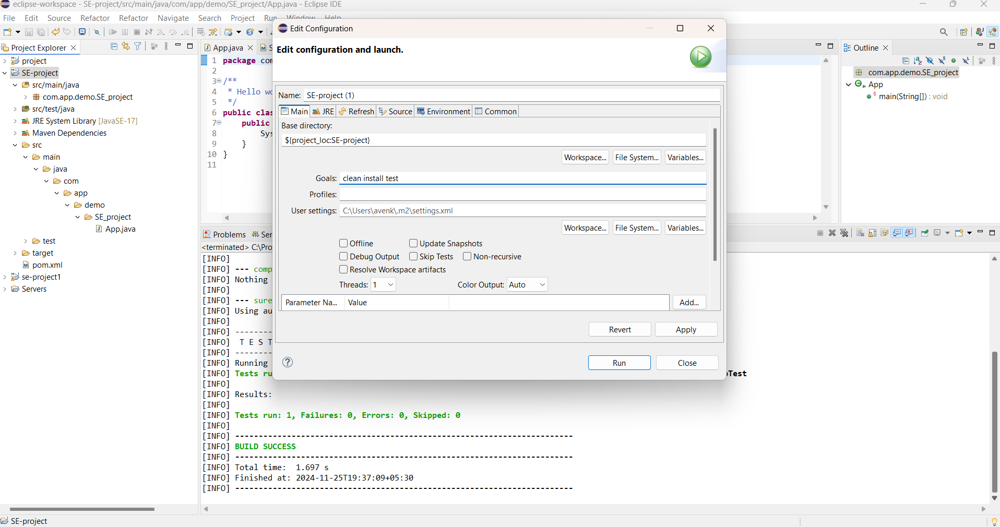 eclipse-workspace - SE-project/src/main/java/com/app/demo/SE_project/App.java - Eclipse IDE
File Edit Source Refactor Refactor Navigate Search Project Run Window Help
Project Explorer
project
SE-project
src/main/java
com.app.demo.SE_project
src/test/java
JRE System Library [JavaSE-17]
Maven Dependencies
src
main
java
com
app
demo
SE_project
App.java
test
target
pom.xml
se-project1
Servers
App.java
1 package com
2
3 /**
4 * Hello wo
5 */
6 public clas
7 public
8 Sys
9 }
10 }
11
Edit Configuration
Edit configuration and launch.
Name: SE-project (1)
Main JRE Refresh Source Environment Common
Base directory:
${project_loc:SE-project}
Workspace... File System... Variables...
Goals: clean install test
Profiles:
User settings: C:\Users\avenk\.m2\settings.xml
Workspace... File System... Variables...
Offline Update Snapshots
Debug Output Skip Tests Non-recursive
Resolve Workspace artifacts
Threads: 1 Color Output: Auto
Parameter Na... Value Add...
Revert Apply
Run Close
Outline
com.app.demo.SE_project
App
main(String[]) : void
Problems Ser
<terminated> C:\Pro
[INFO]
[INFO] --- comp
[INFO] Nothing
[INFO]
[INFO] --- sure
[INFO] Using au
[INFO]
[INFO] --------
[INFO] T E S T
[INFO] --------
[INFO] Running
[INFO] Tests ru Test
[INFO]
[INFO] Results:
[INFO]
[INFO] Tests run: 1, Failures: 0, Errors: 0, Skipped: 0
[INFO]
[INFO] ------------------------------------------------------------------------
[INFO] BUILD SUCCESS
[INFO] ------------------------------------------------------------------------
[INFO] Total time: 1.697 s
[INFO] Finished at: 2024-11-25T19:37:09+05:30
[INFO] ------------------------------------------------------------------------
SE-project